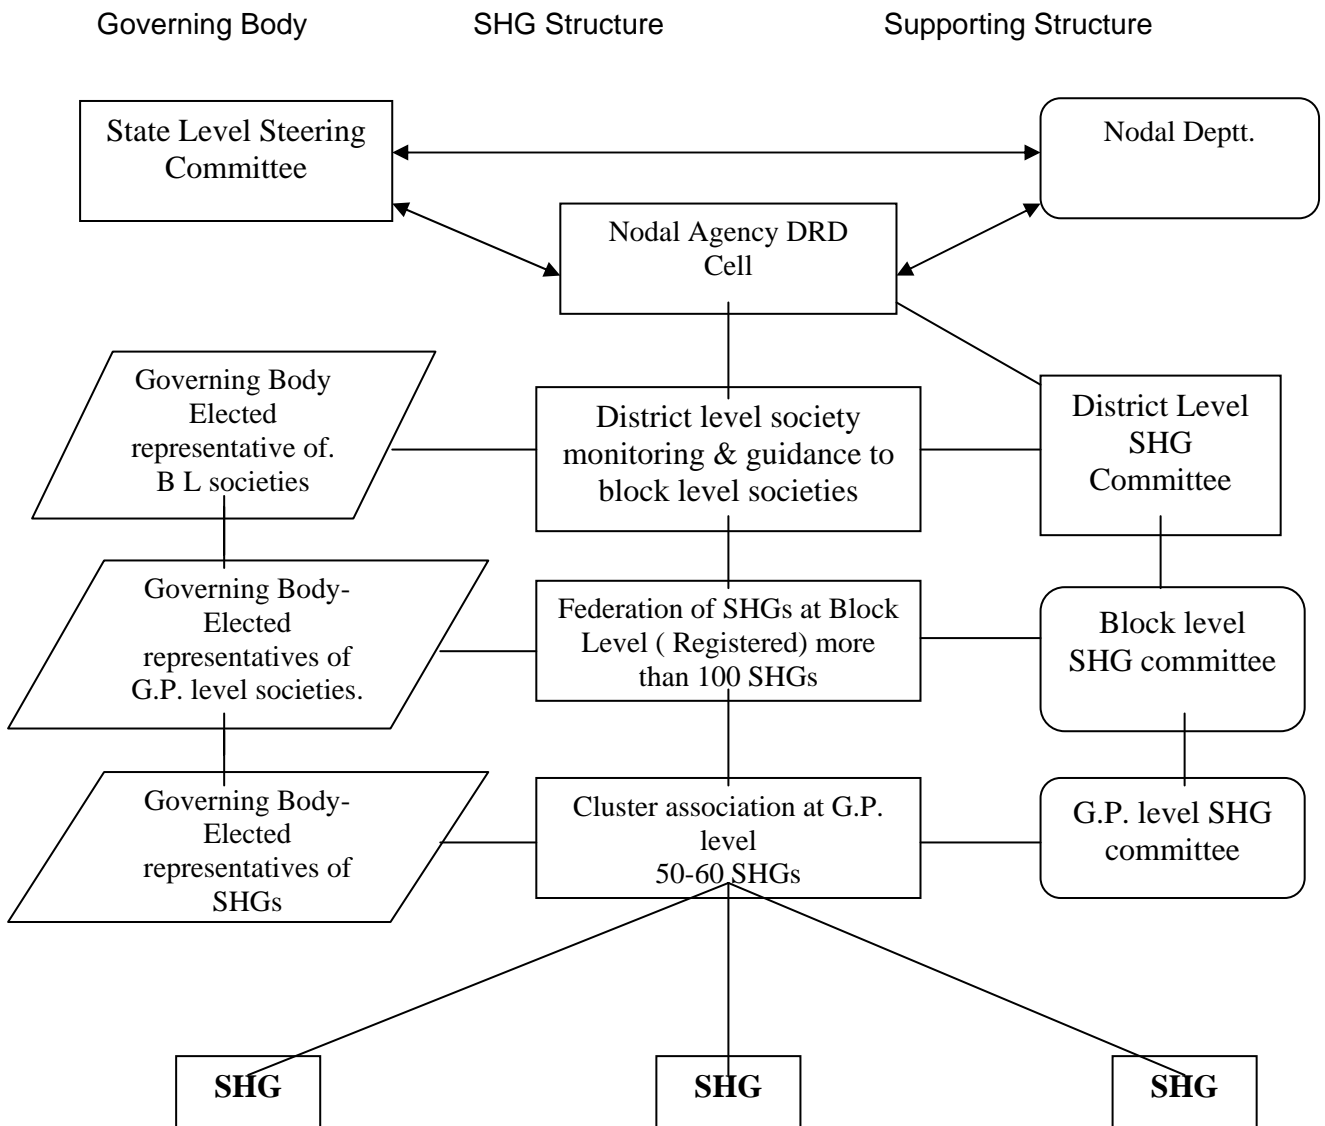 Governing Body
SHG Structure
Supporting Structure
State Level Steering
Committee
Nodal Deptt.
Nodal Agency DRD
Cell
Governing Body
Elected
representative of.
B L societies
District level society
monitoring & guidance to
block level societies
District Level
SHG
Committee
Governing Body-
Elected
representatives of
G.P. level societies.
Federation of SHGs at Block
Level ( Registered) more
than 100 SHGs
Block level
SHG committee
Governing Body-
Elected
representatives of
SHGs
Cluster association at G.P.
level
50-60 SHGs
G.P. level SHG
committee
SHG
SHG
SHG